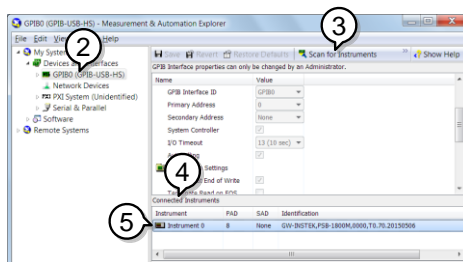 GPIB0 (GPIB-USB-HS) - Measurement & Automation Explorer
File Edit Help
3
My System
2
Devices and Interfaces
GPIB0 (GPIB-USB-HS)
Network Devices
PXI PXI System (Unidentified)
Serial & Parallel
Software
Remote Systems
Save Revert Restore Defaults Scan for Instruments Show Help
GPIB Interface properties can only be changed by an Administrator.
Name Value
GPIB Interface ID GPIB0
Primary Address 0
Secondary Address None
System Controller
I/O Timeout 13 (10 sec)
Settings
4 End of Write
Read on EOS
Connected Instruments
Instrument PAD SAD Identification
5 Instrument 0 8 None GW-INSTEK,PSB-1800M,0000,T0.70.20150506